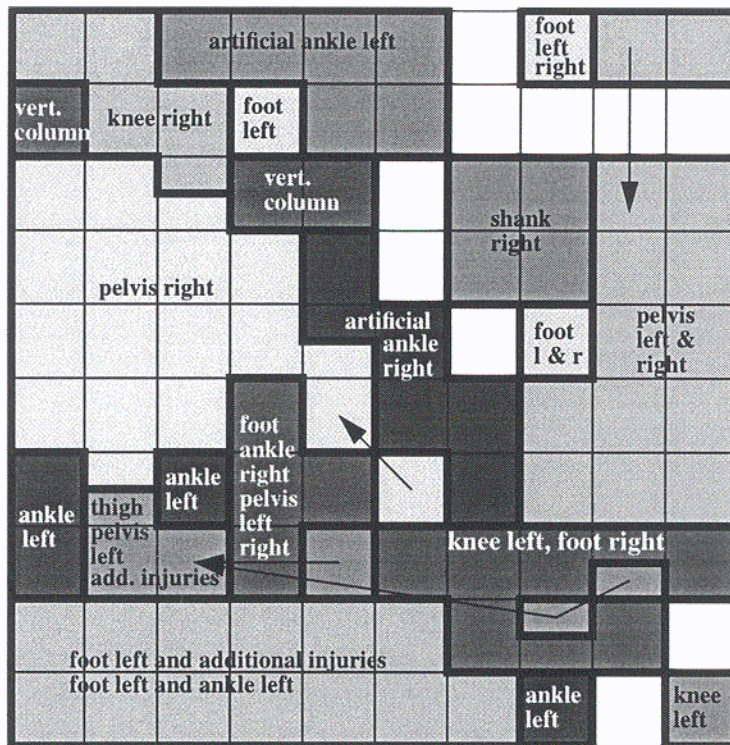 artificial ankle left
foot
left
right
vert.
column
knee right
foot
left
vert.
column
shank
right
pelvis right
artificial
ankle
right
foot
l & r
pelvis
left &
right
foot
ankle
right
pelvis
left
right
ankle
left
ankle
left
thigh
pelvis
left
add. injuries
knee left, foot right
foot left and additional injuries
foot left and ankle left
ankle
left
knee
left